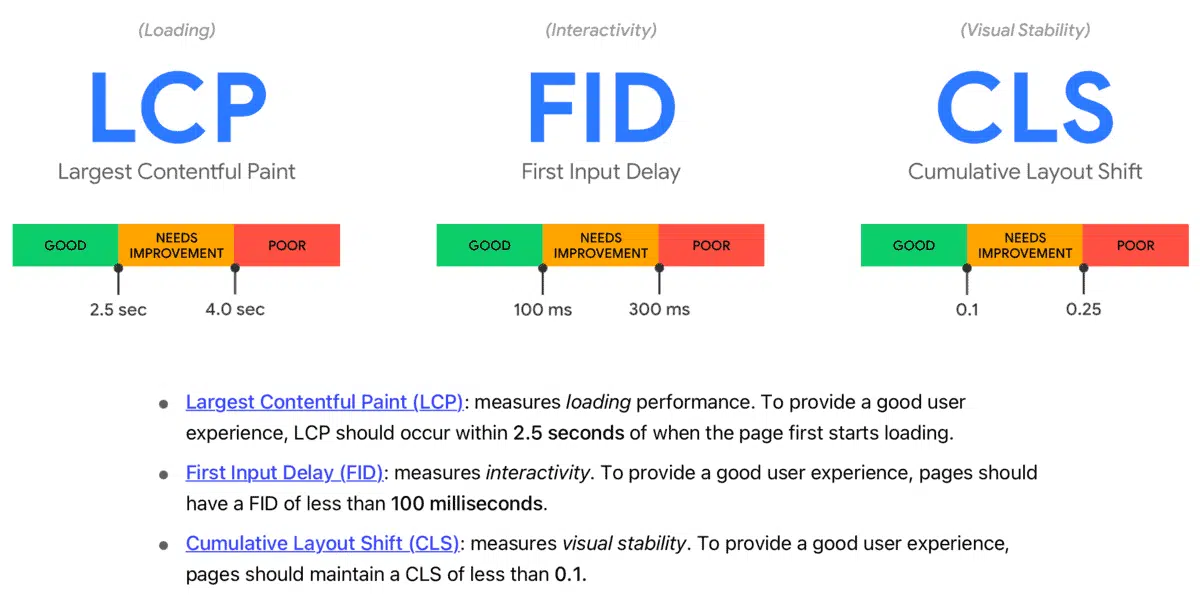 (Loading)
LCP
Largest Contentful Paint
GOOD
NEEDS
IMPROVEMENT
POOR
2.5 sec
4.0 sec
(Interactivity)
FID
First Input Delay
GOOD
NEEDS
IMPROVEMENT
POOR
100 ms
300 ms
(Visual Stability)
CLS
Cumulative Layout Shift
GOOD
NEEDS
IMPROVEMENT
POOR
0.1
0.25
Largest Contentful Paint (LCP): measures loading performance. To provide a good user
experience, LCP should occur within 2.5 seconds of when the page first starts loading.
First Input Delay (FID): measures interactivity. To provide a good user experience, pages should
have a FID of less than 100 milliseconds.
Cumulative Layout Shift (CLS): measures visual stability. To provide a good user experience,
pages should maintain a CLS of less than 0.1.